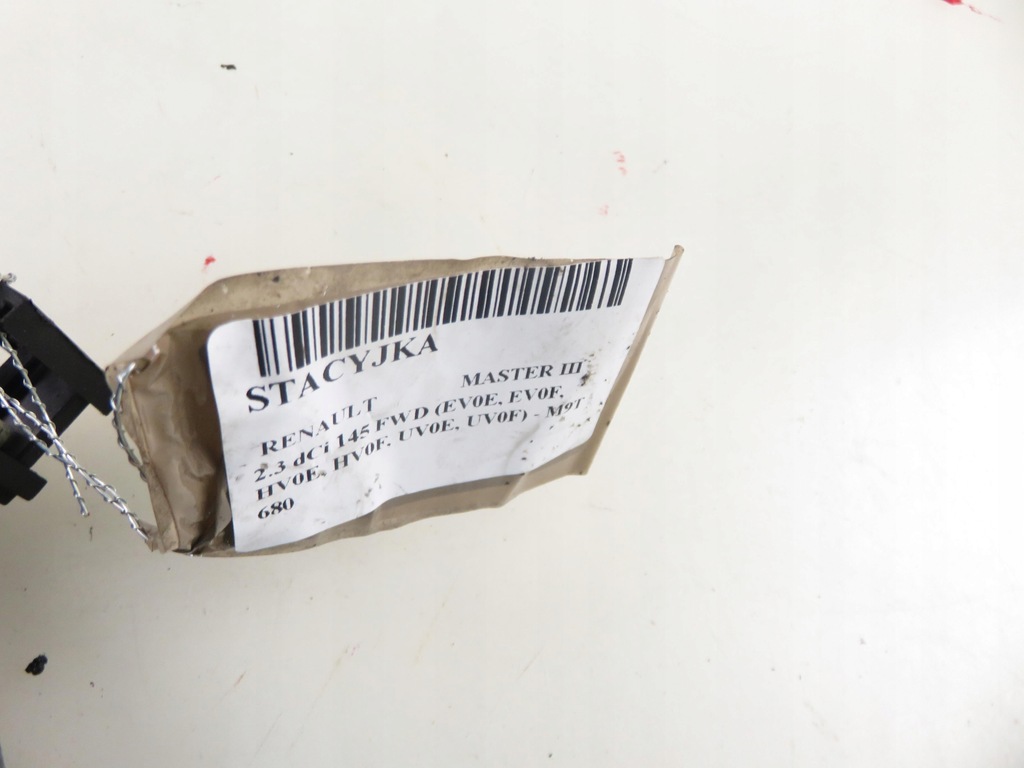 STACYJKA
RENAULT MASTER III
2.3 dCi 145 FWD (EV0E, EV0F,
HV0E, HV0F, UV0E, UV0F) - M9T
680